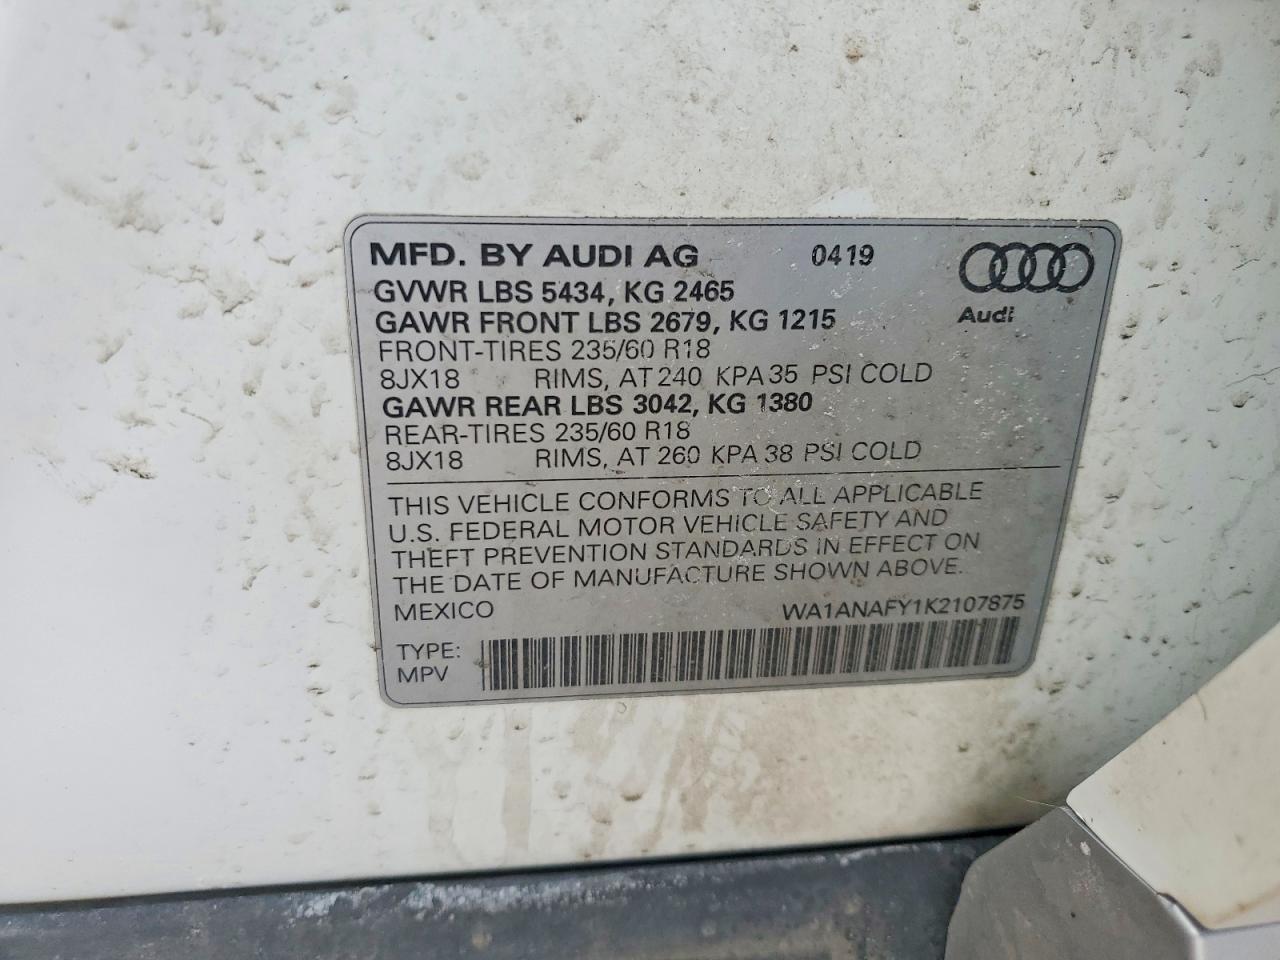 MFD. BY AUDI AG 0419
GVWR LBS 5434, KG 2465
GAWR FRONT LBS 2679, KG 1215
Audi
FRONT-TIRES 235/60 R18
8JX18 RIMS, AT 240 KPA 35 PSI COLD
GAWR REAR LBS 3042, KG 1380
REAR-TIRES 235/60 R18
8JX18 RIMS, AT 260 KPA 38 PSI COLD
THIS VEHICLE CONFORMS TO ALL APPLICABLE
U.S. FEDERAL MOTOR VEHICLE SAFETY AND
THEFT PREVENTION STANDARDS IN EFFECT ON
THE DATE OF MANUFACTURE SHOWN ABOVE.
MEXICO WA1ANAFY1K2107875
TYPE:
MPV